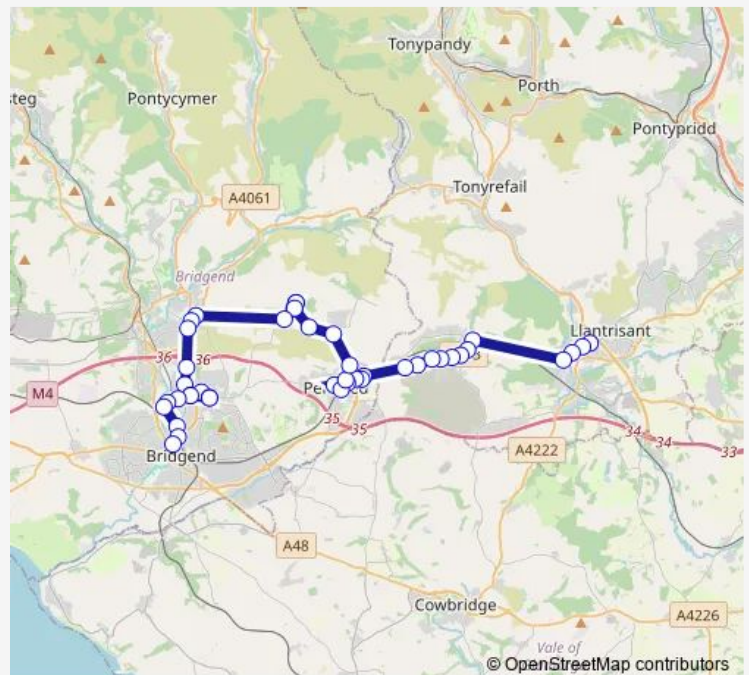 Tonypandy
Porth
steg
Pontycymer
Pontypridd
Tonyrefail
A4061
Bridgend
Llantrisant
36
36
M4
35
35
A4222
34
34
33
Bridgend
A48
Cowbridge
A4226
Vale of
© OpenStreetMap contributors